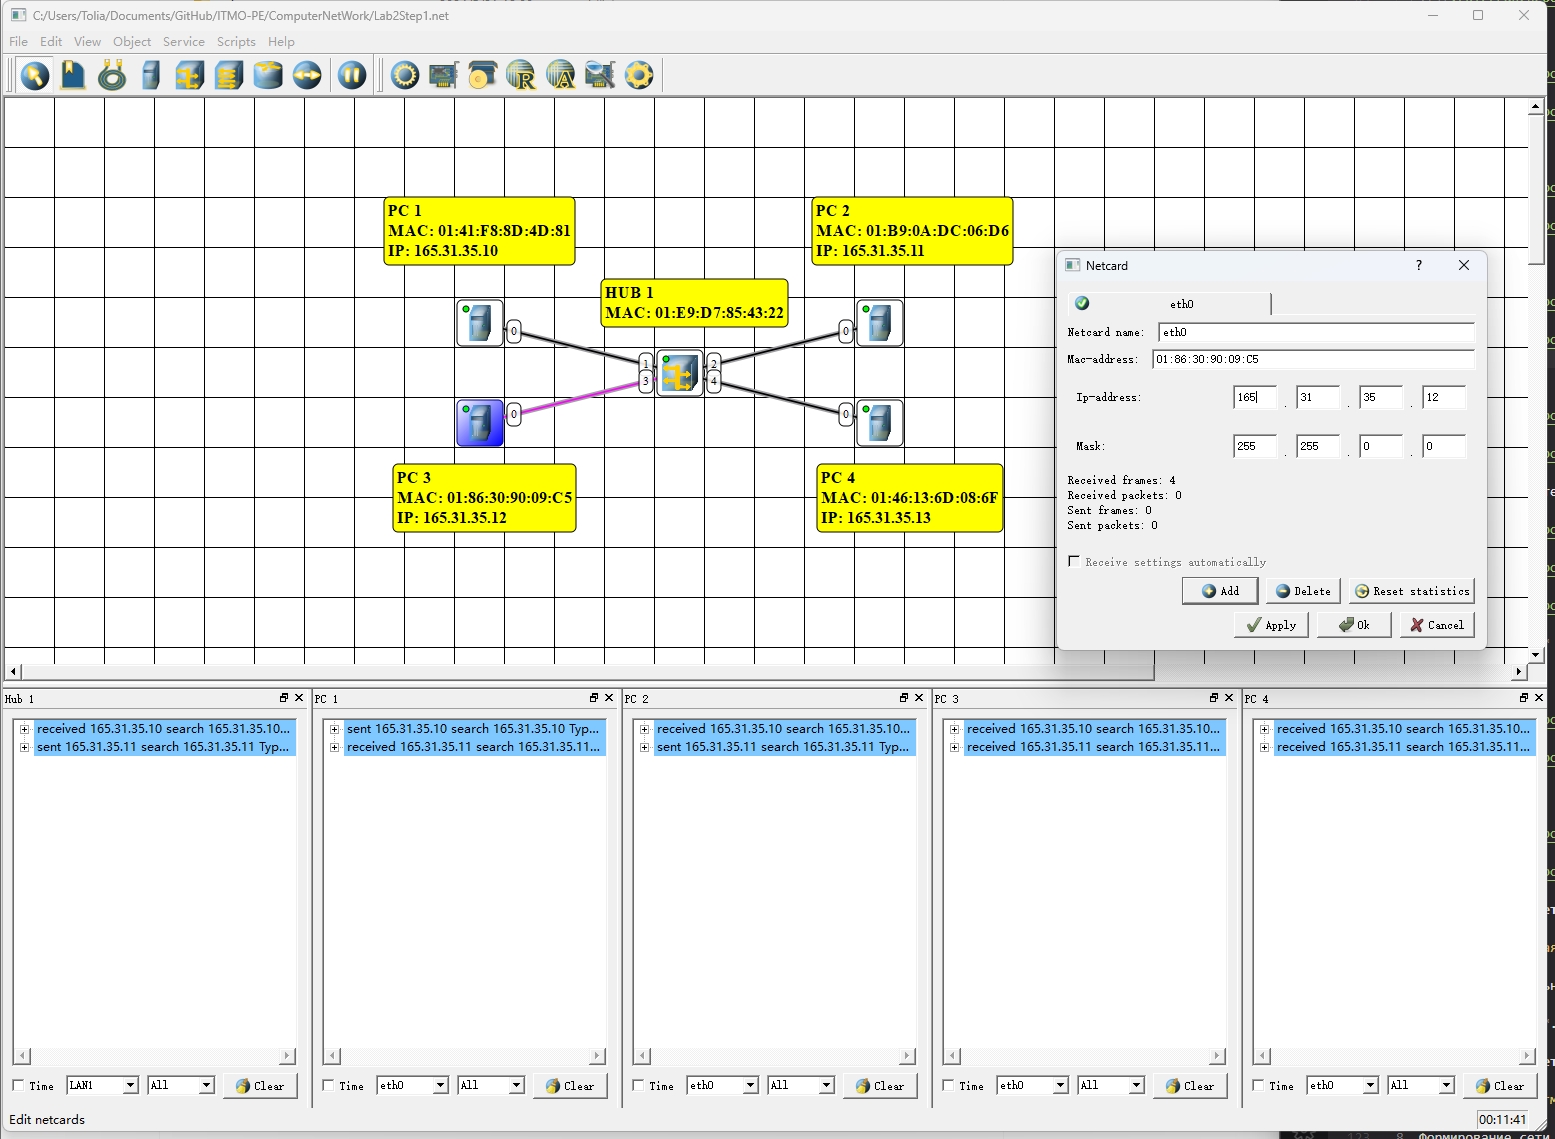 C:/Users/Tolia/Documents/GitHub/ITMO-PE/ComputerNetWork/Lab2Step1.net
File Edit View Object Service Scripts Help
PC 1
MAC: 01:41:F8:8D:4D:81
IP: 165.31.35.10
PC 2
MAC: 01:B9:0A:DC:06:D6
IP: 165.31.35.11
HUB 1
MAC: 01:E9:D7:85:43:22
0
0
1
2
3
4
0
0
PC 3
MAC: 01:86:30:90:09:C5
IP: 165.31.35.12
PC 4
MAC: 01:46:13:6D:08:6F
IP: 165.31.35.13
Netcard
?
eth0
Netcard name: eth0
Mac-address: 01:86:30:90:09:C5
Ip-address: 165 . 31 . 35 . 12
Mask: 255 . 255 . 0 . 0
Received frames: 4
Received packets: 0
Sent frames: 0
Sent packets: 0
Receive settings automatically
Add Delete Reset statistics
Apply Ok Cancel
Hub 1
received 165.31.35.10 search 165.31.35.10...
sent 165.31.35.11 search 165.31.35.11 Typ...
Time LAN1 All Clear
PC 1
sent 165.31.35.10 search 165.31.35.10 Typ...
received 165.31.35.11 search 165.31.35.11...
Time eth0 All Clear
PC 2
received 165.31.35.10 search 165.31.35.10...
sent 165.31.35.11 search 165.31.35.11 Typ...
Time eth0 All Clear
PC 3
received 165.31.35.10 search 165.31.35.10...
received 165.31.35.11 search 165.31.35.11...
Time eth0 All Clear
PC 4
received 165.31.35.10 search 165.31.35.10...
received 165.31.35.11 search 165.31.35.11...
Time eth0 All Clear
Edit netcards
00:11:41